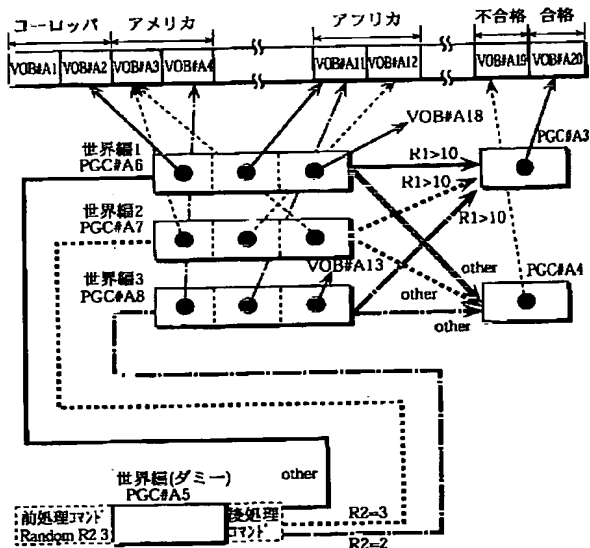 コーロッパ アメリカ アフリカ 不合格 合格
VOB#A1 VOB#A2 VOB#A3 VOB#A4 VOB#A11 VOB#A12 VOB#A19 VOB#A20
VOB#A18
世界編1
PGC#A6
R1>10
PGC#A3
R1>10
R1>10
世界編2
PGC#A7
VOB#A13
other
PGC#A4
世界編3
PGC#A8
other
other
世界編(ダミー)
PGC#A5
other
前処理コマンド
Random R2 3
後処理
コマンド
R2=3
R2=2